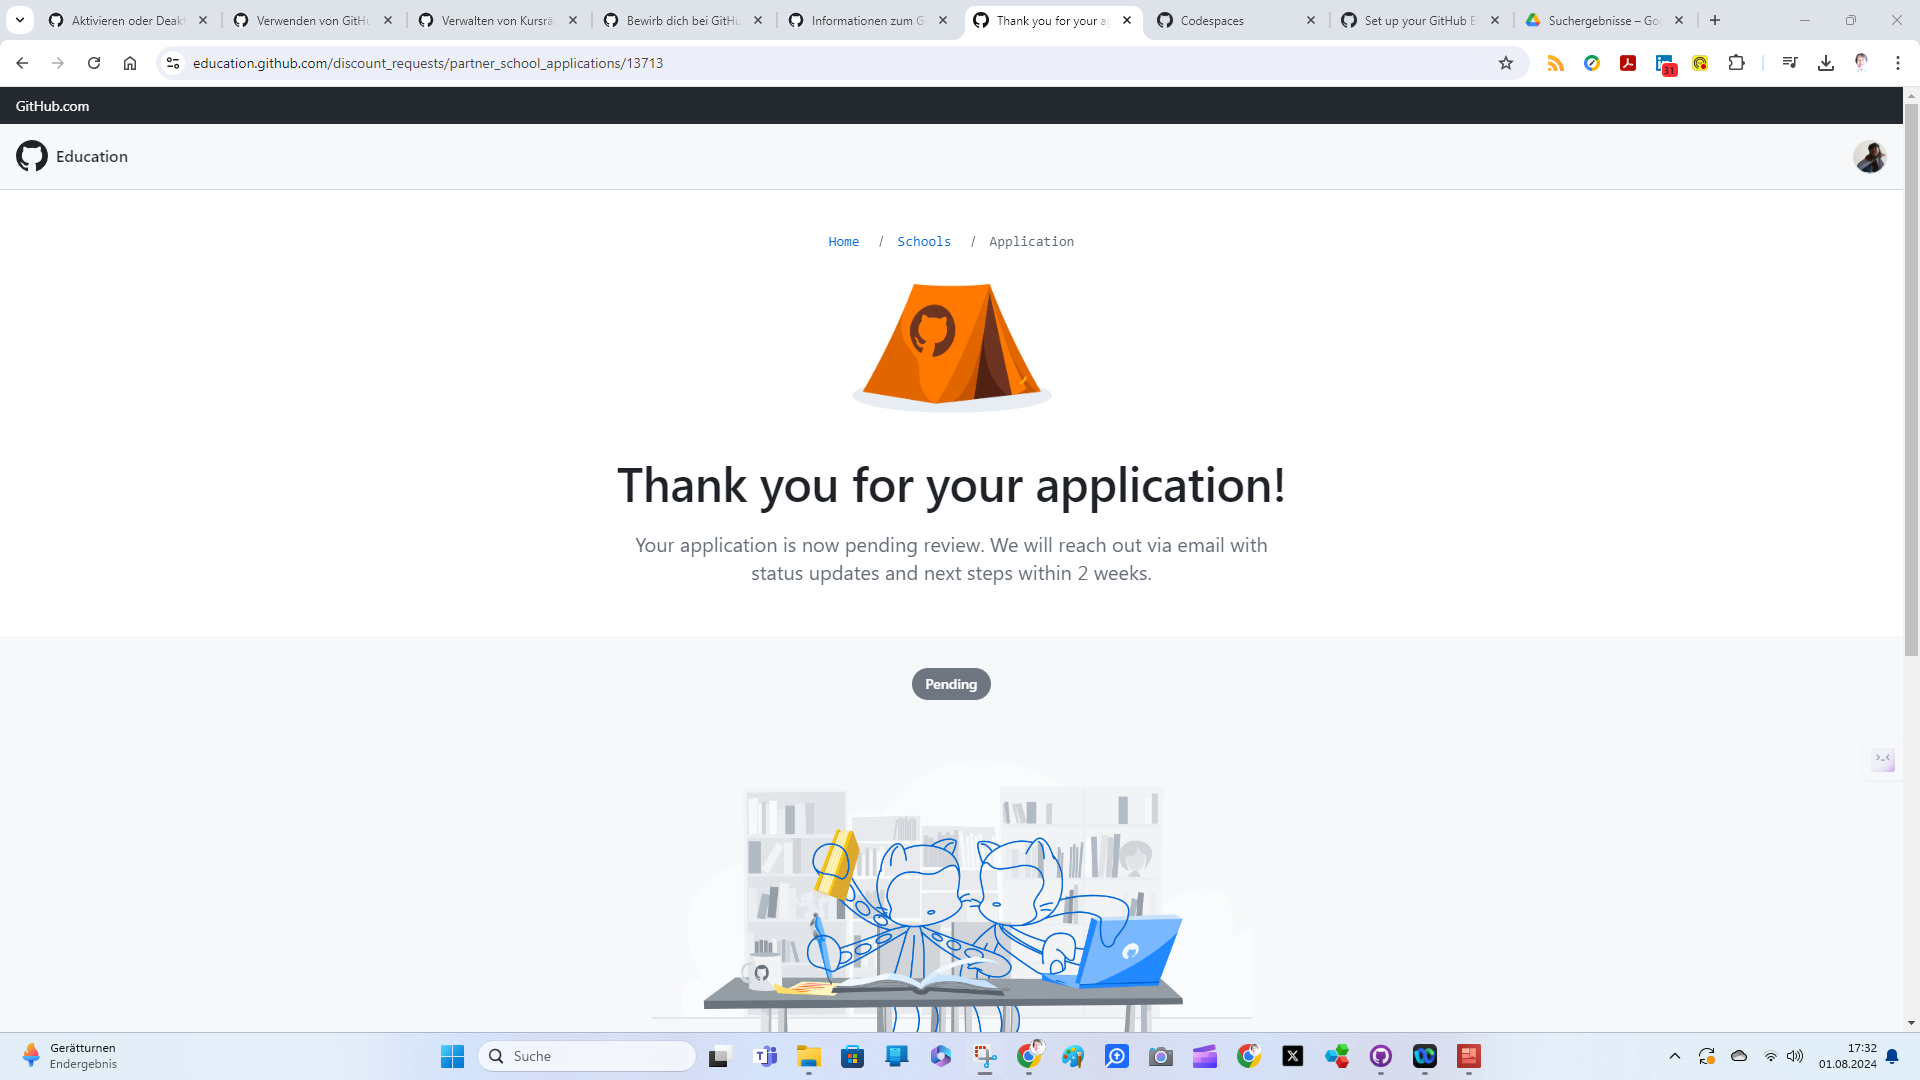 Aktivieren oder Deakt
Verwenden von GitHu
Verwalten von Kursrä
Bewirb dich bei GitHu
Informationen zum G
Thank you for your ap
Codespaces
Set up your GitHub E
Suchergebnisse – Goo
education.github.com/discount_requests/partner_school_applications/13713
31
GitHub.com
Education
Home / Schools / Application
Thank you for your application!
Your application is now pending review. We will reach out via email with
status updates and next steps within 2 weeks.
Pending
Gerätturnen
Endergebnis
Suche
17:32
01.08.2024